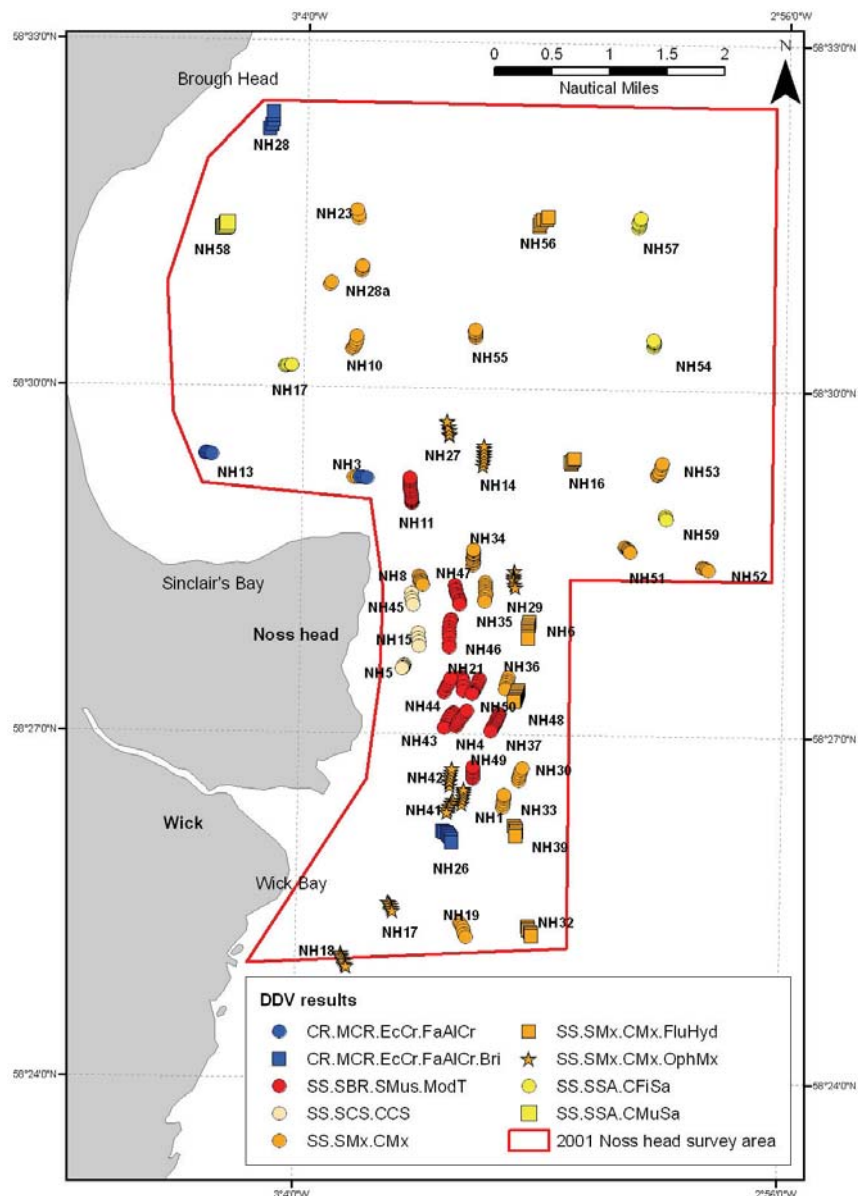 3°4'0"W
2°56'0"W
58°33'0"N
58°33'0"N
N
0 0.5 1 1.5 2
Nautical Miles
Brough Head
NH28
NH23
NH58
NH56
NH57
NH28a
NH10
NH55
NH54
NH17
58°30'0"N
58°30'0"N
NH27
NH13
NH3
NH14
NH16
NH53
NH11
NH59
NH34
NH51
NH52
Sinclair's Bay
NH8
NH47
NH45
NH29
NH35
Noss head
NH15
NH6
NH46
NH5
NH21
NH36
NH44
NH50
NH48
58°27'0"N
58°27'0"N
NH43
NH4
NH37
NH49
NH42
NH30
NH41
NH1
NH33
Wick
NH39
NH26
Wick Bay
NH17
NH19
NH32
NH18
DDV results
CR.MCR.EcCr.FaAlCr
SS.SMx.CMx.FluHyd
CR.MCR.EcCr.FaAlCr.Bri
SS.SMx.CMx.OphMx
SS.SBR.SMus.ModT
SS.SSA.CFiSa
SS.SCS.CCS
SS.SSA.CMuSa
SS.SMx.CMx
2001 Noss head survey area
58°24'0"N
58°24'0"N
3°4'0"W
2°56'0"W